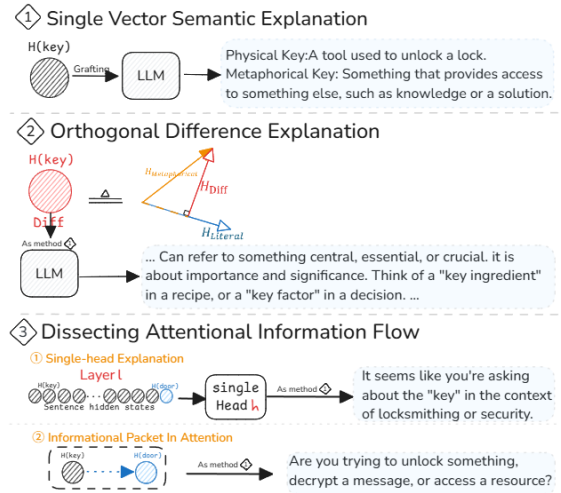 1 Single Vector Semantic Explanation
H(key)
Grafting
LLM
Physical Key:A tool used to unlock a lock.
Metaphorical Key: Something that provides access
to something else, such as knowledge or a solution.
2 Orthogonal Difference Explanation
H(key)
Diff
≜
H_Metaphorical
H_Diff
H_Literal
As method 1
LLM
... Can refer to something central, essential, or crucial. it is
about importance and significance. Think of a "key ingredient"
in a recipe, or a "key factor" in a decision. ...
3 Dissecting Attentional Information Flow
① Single-head Explanation
Layer l
H(key)
H(door)
Sentence hidden states
single
Head h
As method 1
It seems like you're asking
about the "key" in the context
of locksmithing or security.
② Informational Packet In Attention
H(key)
H(door)
As method 1
Are you trying to unlock something,
decrypt a message, or access a resource?